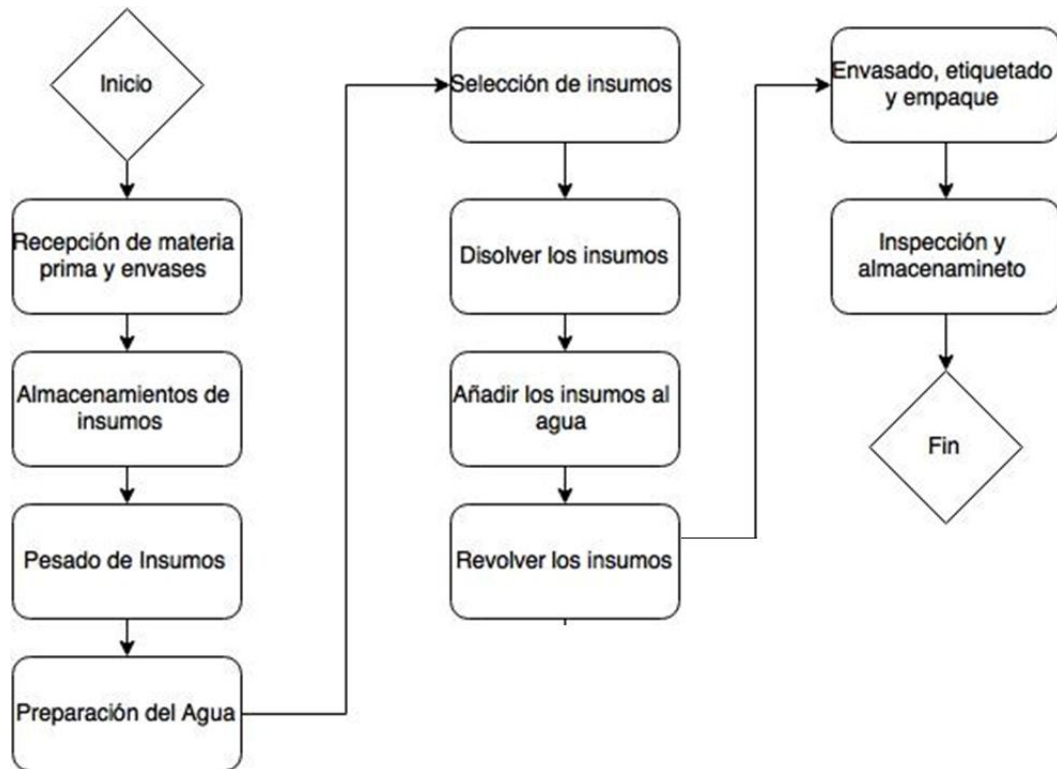 Inicio
Recepción de materia
prima y envases
Almacenamientos de
insumos
Pesado de Insumos
Preparación del Agua
Selección de insumos
Disolver los insumos
Añadir los insumos al
agua
Revolver los insumos
Envasado, etiquetado
y empaque
Inspección y
almacenamineto
Fin